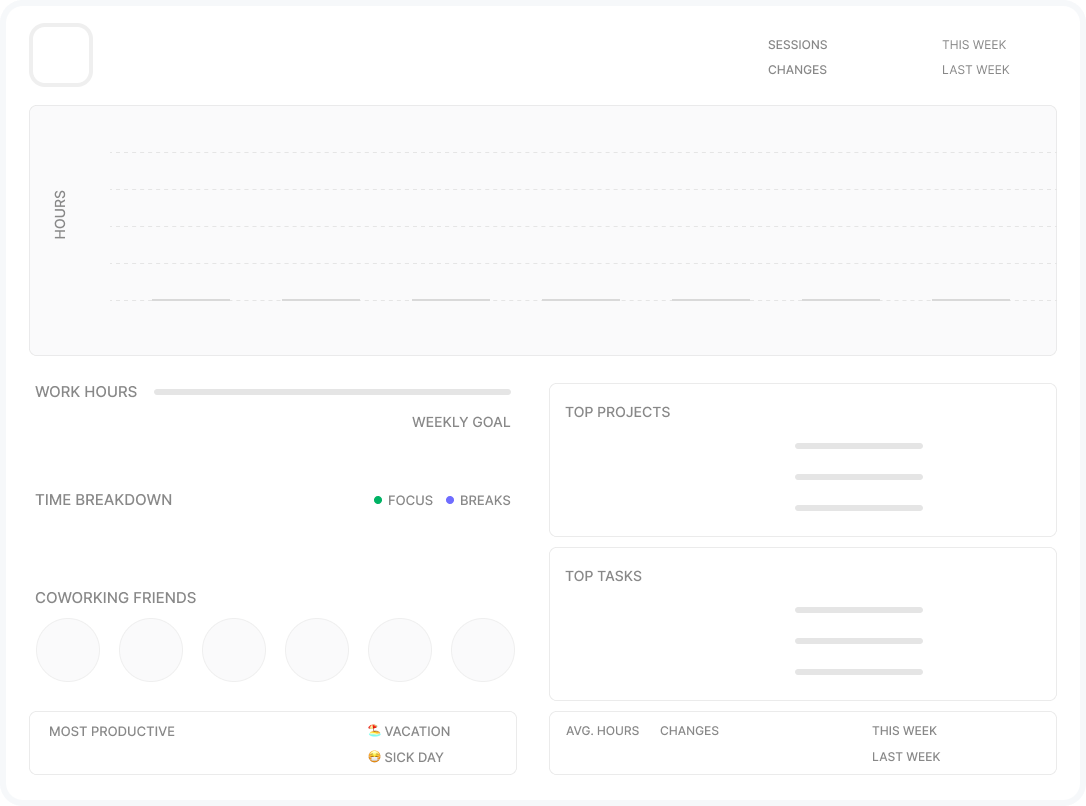 SESSIONS
THIS WEEK
CHANGES
LAST WEEK
HOURS
WORK HOURS
WEEKLY GOAL
TIME BREAKDOWN
FOCUS
BREAKS
COWORKING FRIENDS
MOST PRODUCTIVE
VACATION
SICK DAY
TOP PROJECTS
TOP TASKS
AVG. HOURS
CHANGES
THIS WEEK
LAST WEEK